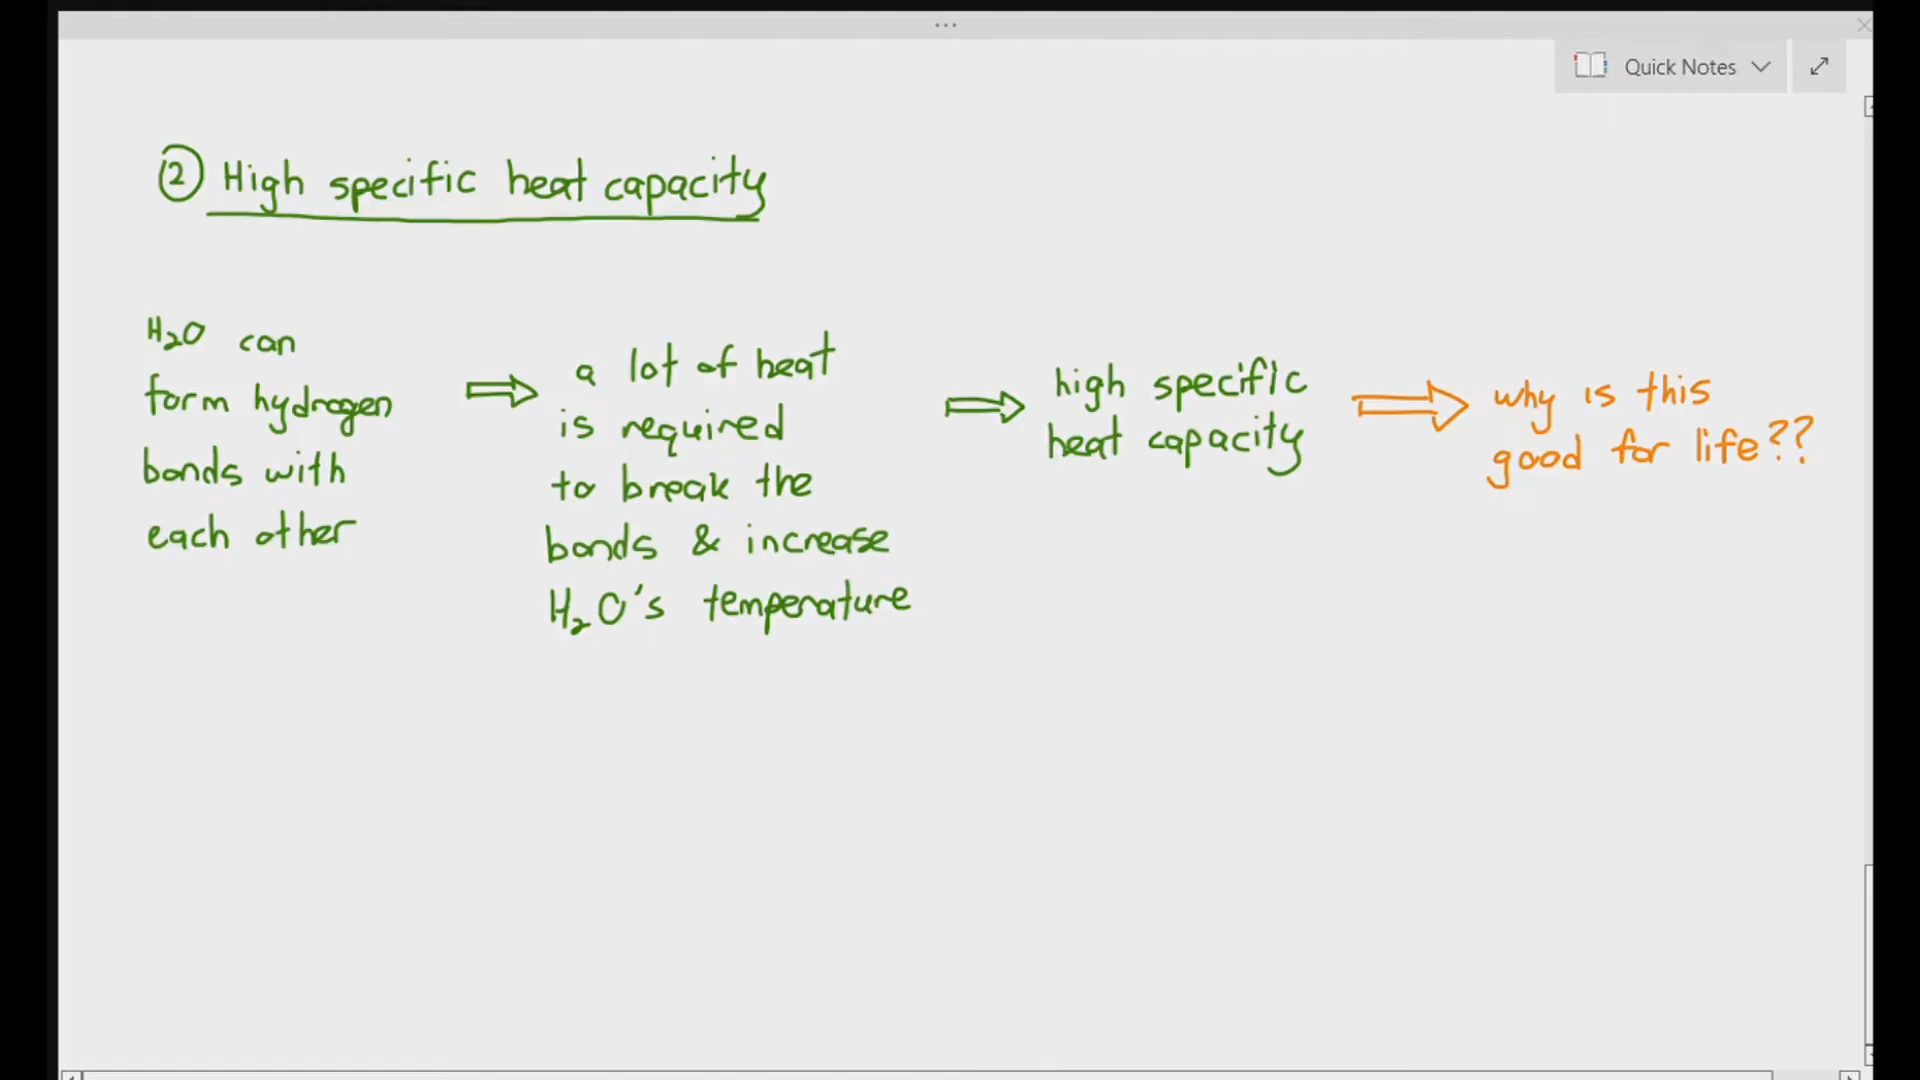 ...
Quick Notes
② High specific heat capacity
H₂O can
form hydrogen
bonds with
each other
a lot of heat
is required
to break the
bonds & increase
H₂O's temperature
high specific
heat capacity
why is this
good for life??